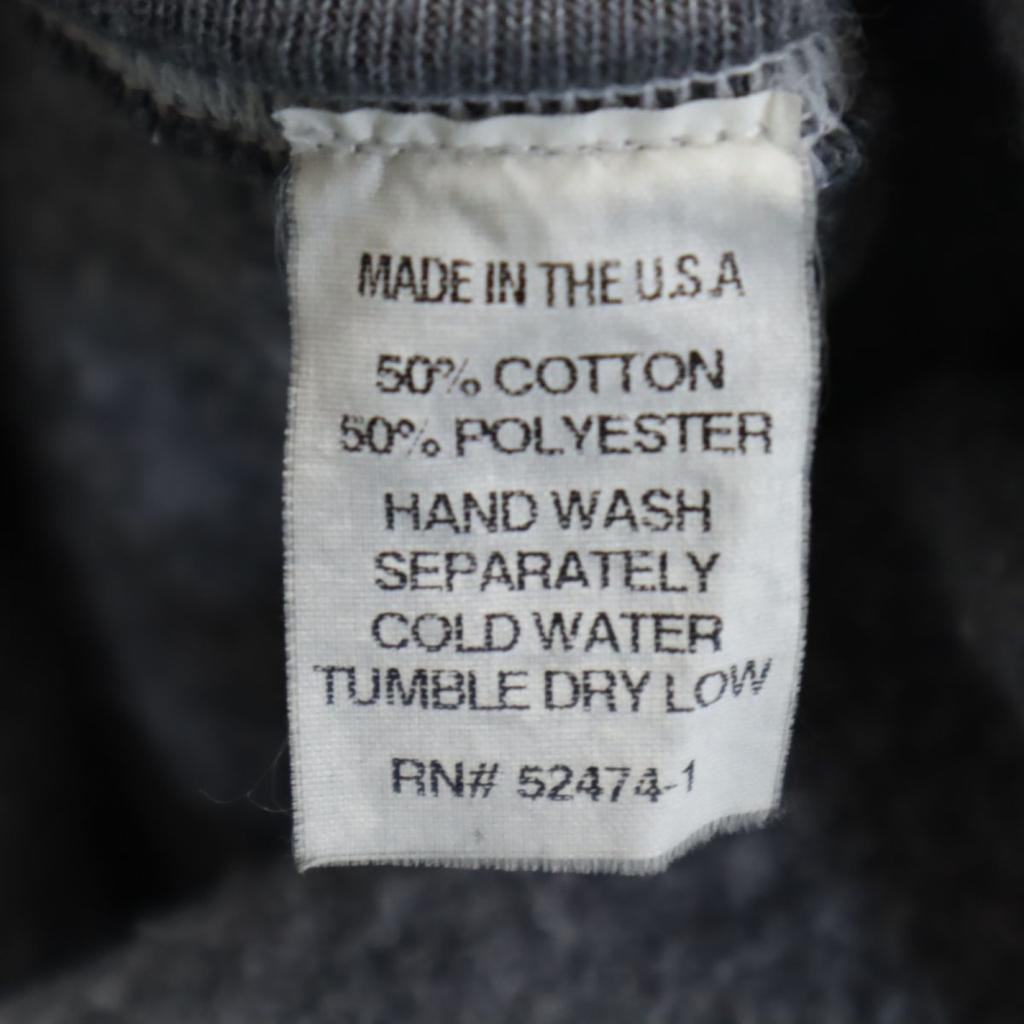 MADE IN THE U.S.A
50% COTTON
50% POLYESTER
HAND WASH
SEPARATELY
COLD WATER
TUMBLE DRY LOW
RN# 52474-1